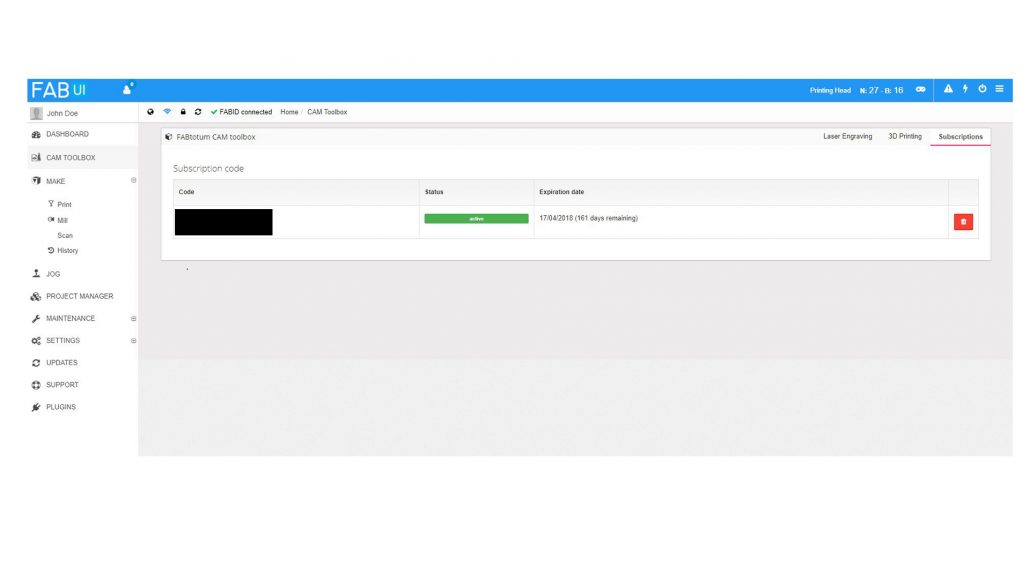 FAB UI
Printing Head N: 27 - B: 16
John Doe
FABID connected Home / CAM Toolbox
DASHBOARD
CAM TOOLBOX
MAKE
Print
Mill
Scan
History
JOG
PROJECT MANAGER
MAINTENANCE
SETTINGS
UPDATES
SUPPORT
PLUGINS
FABtotum CAM toolbox
Laser Engraving 3D Printing Subscriptions
Subscription code
Code Status Expiration date
active 17/04/2018 (161 days remaining)